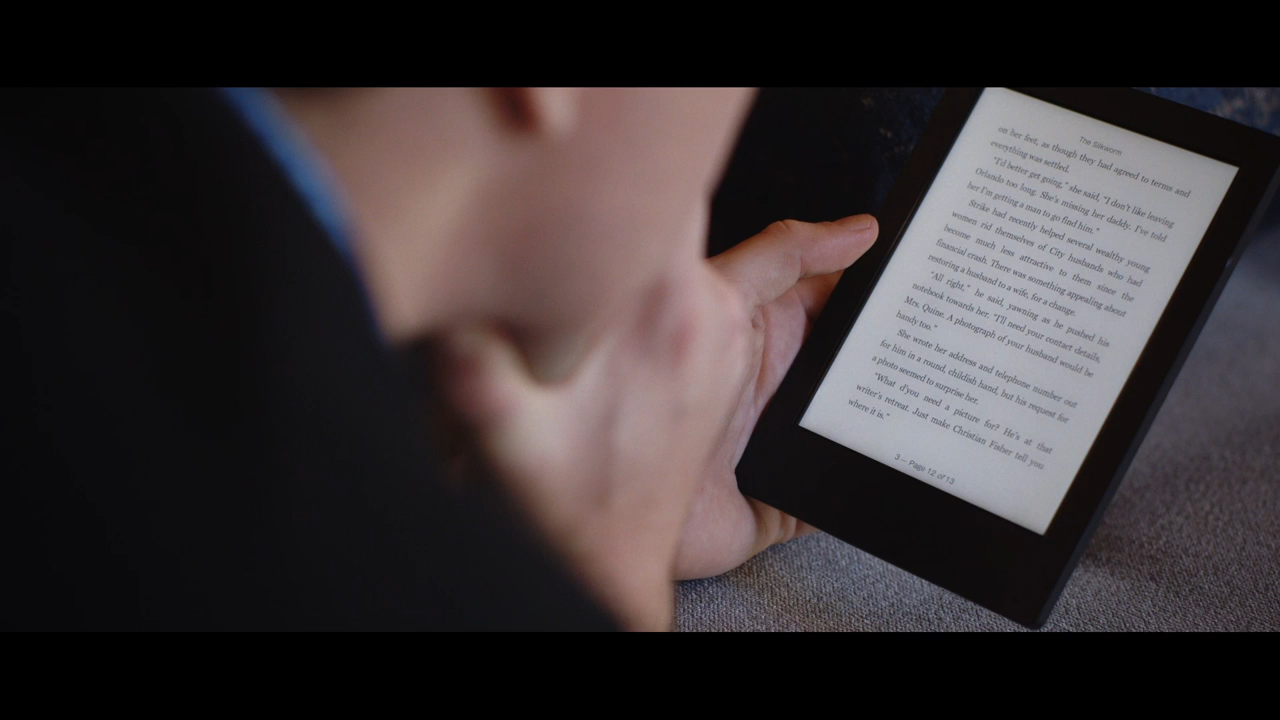 The Silkworm
on her feet, as though they had agreed to terms and
everything was settled.
"I'd better get going," she said, "I don't like leaving
Orlando too long. She's missing her daddy. I've told
her I'm getting a man to go find him."
Strike had recently helped several wealthy young
women rid themselves of City husbands who had
become much less attractive to them since the
financial crash. There was something appealing about
restoring a husband to a wife, for a change.
"All right," he said, yawning as he pushed his
notebook towards her. "I'll need your contact details,
Mrs. Quine. A photograph of your husband would be
handy too."
She wrote her address and telephone number out
for him in a round, childish hand, but his request for
a photo seemed to surprise her.
"What d'you need a picture for? He's at that
writer's retreat. Just make Christian Fisher tell you
where it is."
3 — Page 12 of 13